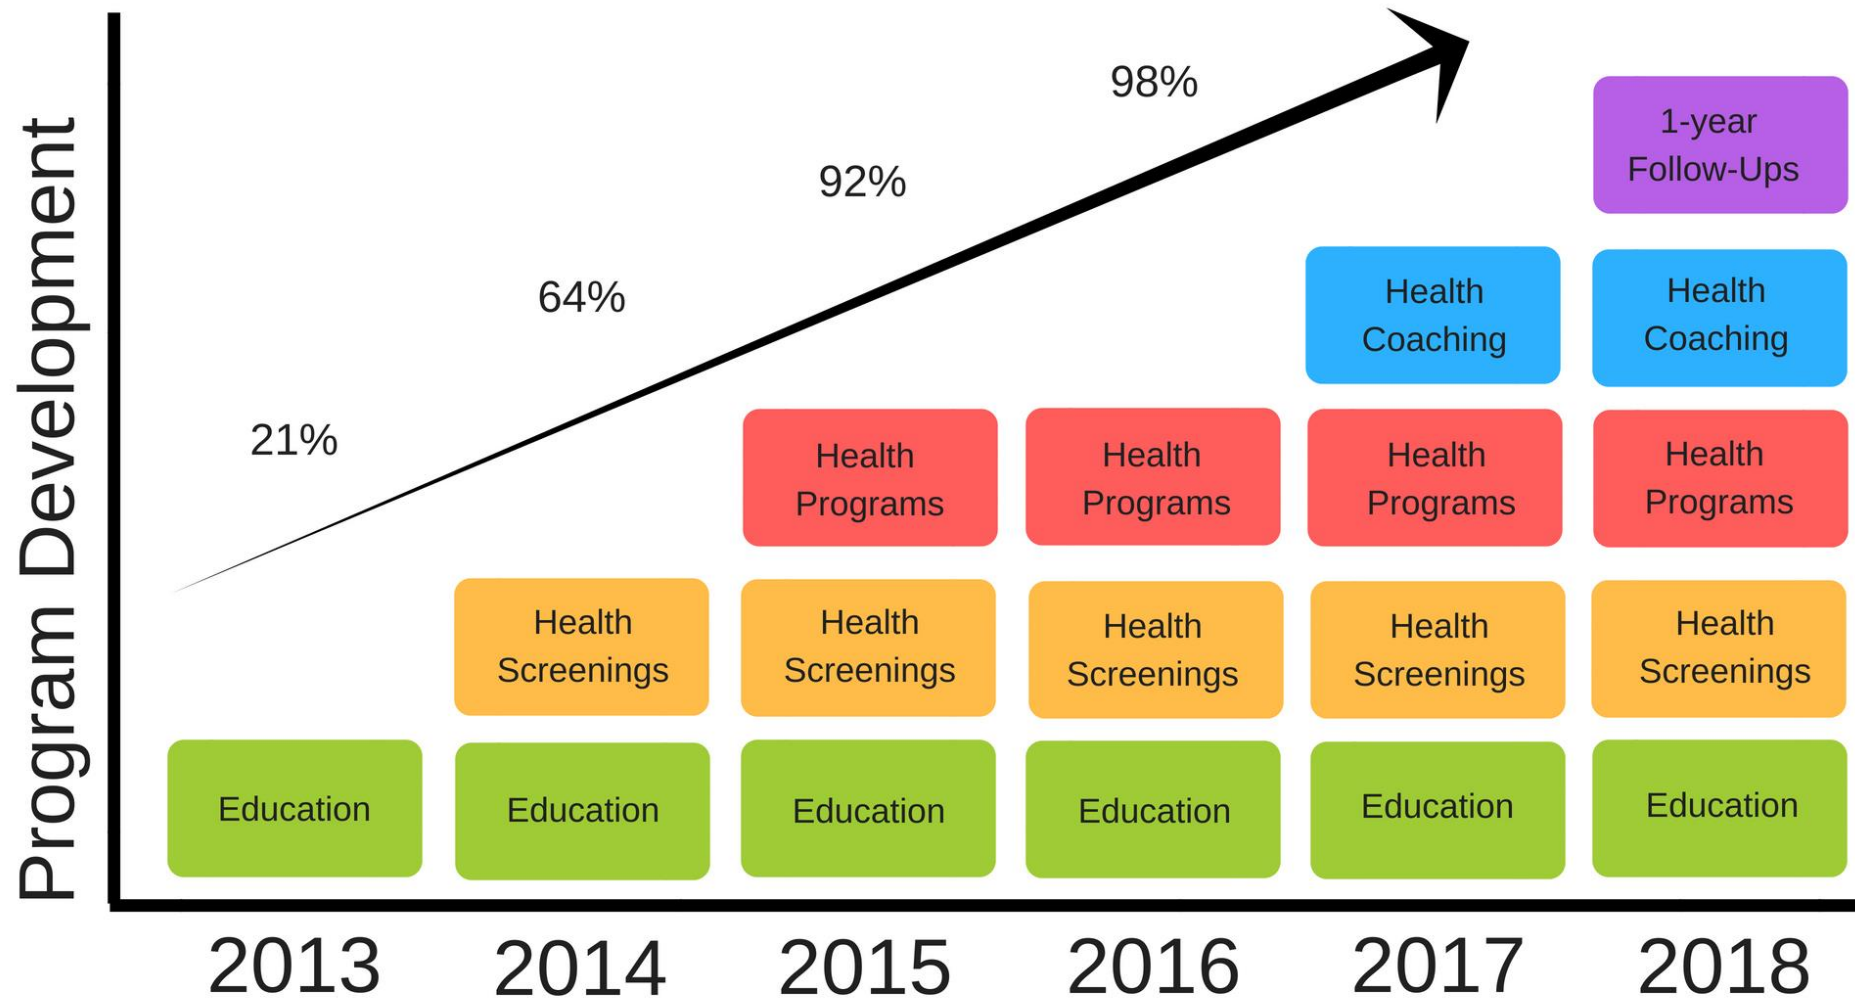 Program Development
98%
92%
64%
21%
1-year
Follow-Ups
Health
Coaching
Health
Coaching
Health
Programs
Health
Programs
Health
Programs
Health
Programs
Health
Screenings
Health
Screenings
Health
Screenings
Health
Screenings
Health
Screenings
Education
Education
Education
Education
Education
Education
2013
2014
2015
2016
2017
2018